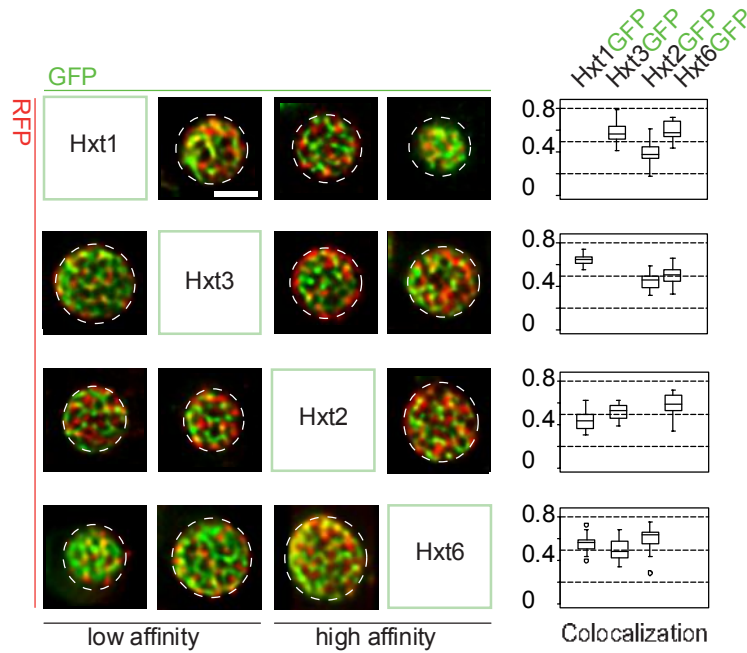 GFP
RFP
Hxt1GFP
Hxt3GFP
Hxt2GFP
Hxt6GFP
Hxt1
0.8
0.4
0
Hxt3
0.8
0.4
0
Hxt2
0.8
0.4
0
Hxt6
0.8
0.4
0
low affinity
high affinity
Colocalization